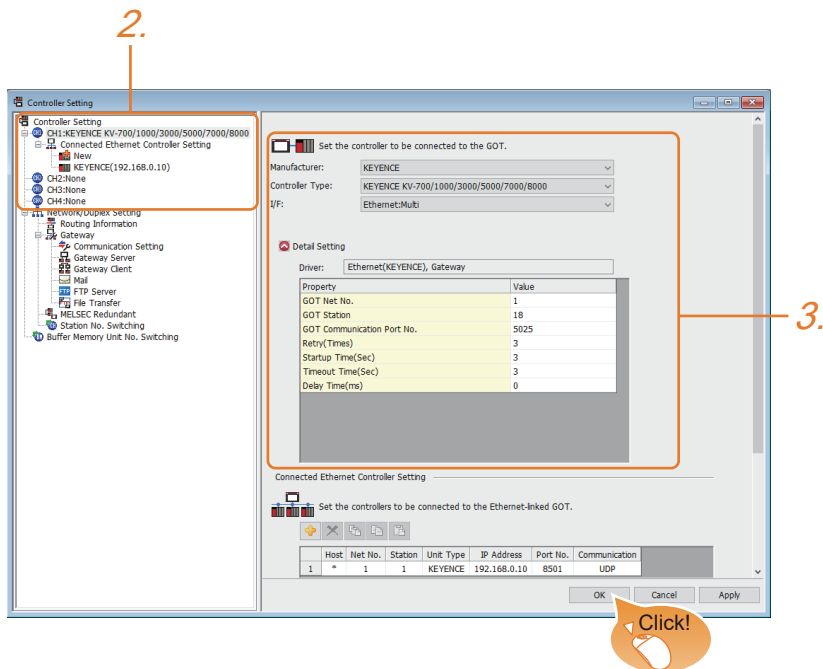 2.
Controller Setting
Controller Setting
CH1:KEYENCE KV-700/1000/3000/5000/7000/8000
Connected Ethernet Controller Setting
New
KEYENCE(192.168.0.10)
CH2:None
CH3:None
CH4:None
Network/Duplex Setting
Routing Information
Gateway
Communication Setting
Gateway Server
Gateway Client
Mail
FTP FTP Server
File Transfer
MELSEC Redundant
Station No. Switching
Buffer Memory Unit No. Switching
Set the controller to be connected to the GOT.
Manufacturer: KEYENCE
Controller Type: KEYENCE KV-700/1000/3000/5000/7000/8000
I/F: Ethernet:Multi
Detail Setting
Driver: Ethernet(KEYENCE), Gateway
Property Value
GOT Net No. 1
GOT Station 18
GOT Communication Port No. 5025
Retry(Times) 3
Startup Time(Sec) 3
Timeout Time(Sec) 3
Delay Time(ms) 0
3.
Connected Ethernet Controller Setting
Set the controllers to be connected to the Ethernet-linked GOT.
Host Net No. Station Unit Type IP Address Port No. Communication
1 * 1 1 KEYENCE 192.168.0.10 8501 UDP
OK Cancel Apply
Click!